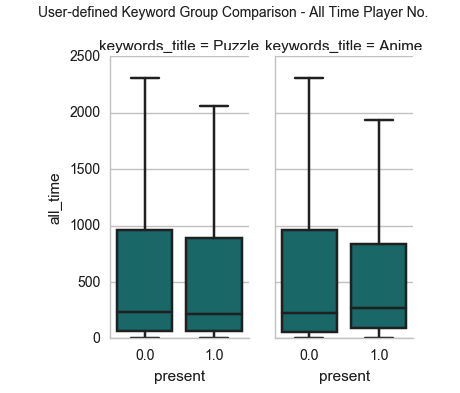 User-defined Keyword Group Comparison - All Time Player No.
keywords_title = Puzzle keywords_title = Anime
2500
2000
1500
1000
500
0
all_time
0.0 1.0 0.0 1.0
present present